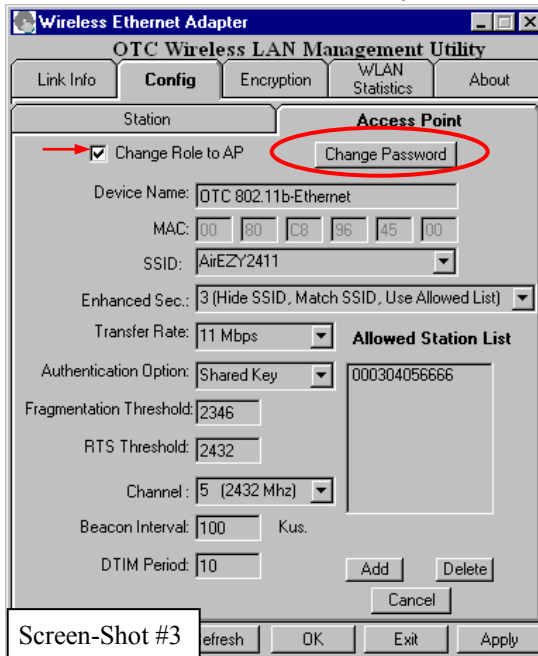 Wireless Ethernet Adapter
OTC Wireless LAN Management Utility
Link Info Config Encryption WLAN Statistics About
Station Access Point
Change Role to AP Change Password
Device Name: OTC 802.11b-Ethernet
MAC: 00 80 C8 96 45 00
SSID: AirEZY2411
Enhanced Sec.: 3 (Hide SSID, Match SSID, Use Allowed List)
Transfer Rate: 11 Mbps Allowed Station List
Authentication Option: Shared Key 000304056666
Fragmentation Threshold: 2346
RTS Threshold: 2432
Channel : 5 (2432 Mhz)
Beacon Interval: 100 Kus.
DTIM Period: 10 Add Delete
Cancel
Screen-Shot #3 efresh OK Exit Apply